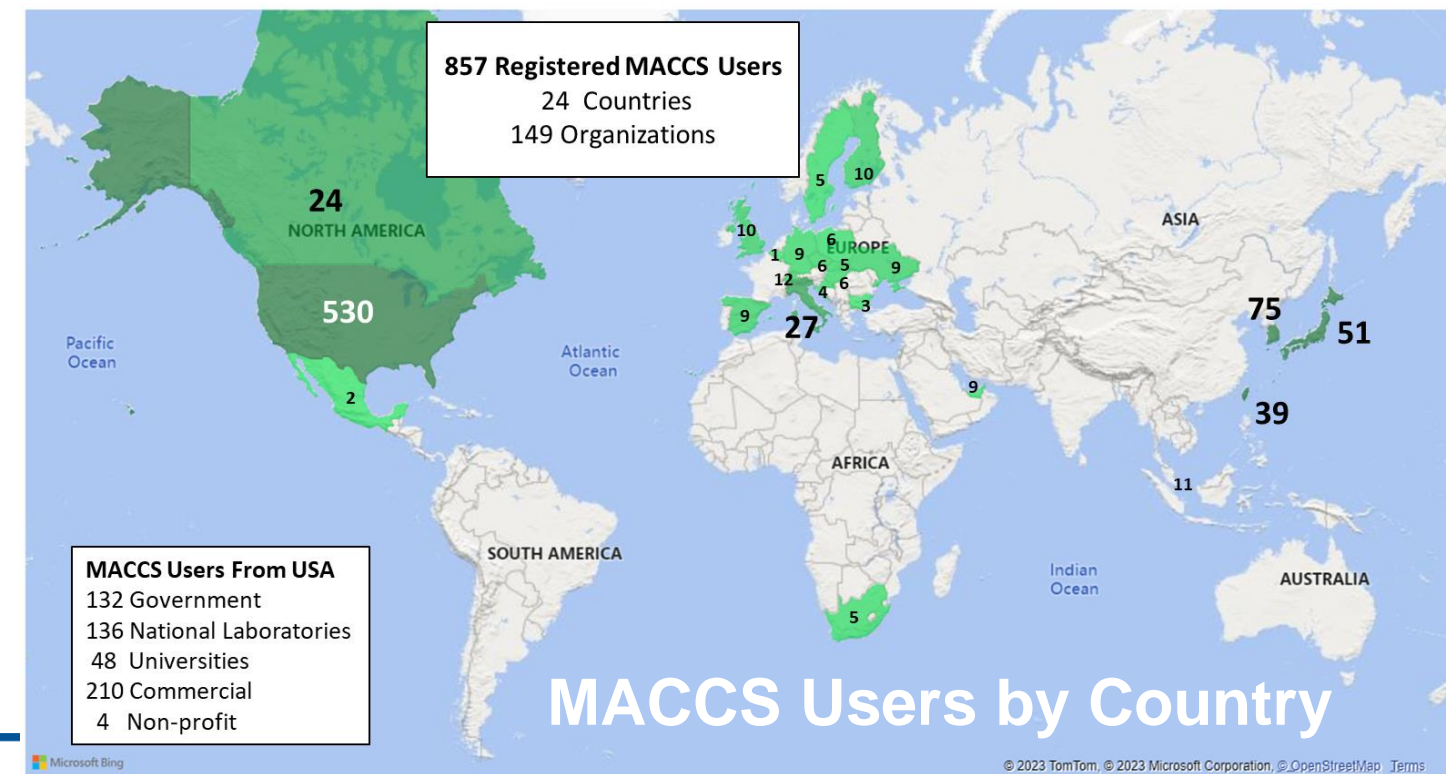 857 Registered MACCS Users
24 Countries
149 Organizations
24
NORTH AMERICA
530
2
Pacific
Ocean
Atlantic
Ocean
5
10
10
1
9
6
EUROPE
6
5
9
12
6
4
3
9
27
ASIA
75
51
39
9
11
AFRICA
5
SOUTH AMERICA
Indian
Ocean
AUSTRALIA
MACCS Users From USA
132 Government
136 National Laboratories
48 Universities
210 Commercial
4 Non-profit
MACCS Users by Country
Microsoft Bing
© 2023 TomTom, © 2023 Microsoft Corporation, © OpenStreetMap Terms